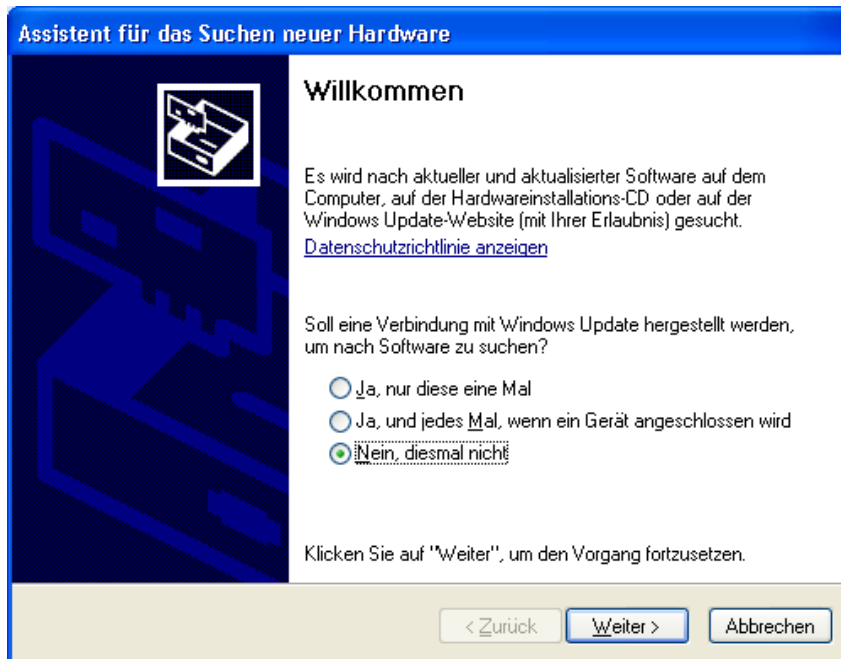 Assistent für das Suchen neuer Hardware
Willkommen
Es wird nach aktueller und aktualisierter Software auf dem
Computer, auf der Hardwareinstallations-CD oder auf der
Windows Update-Website (mit Ihrer Erlaubnis) gesucht.
Datenschutzrichtlinie anzeigen
Soll eine Verbindung mit Windows Update hergestellt werden,
um nach Software zu suchen?
Ja, nur diese eine Mal
Ja, und jedes Mal, wenn ein Gerät angeschlossen wird
Nein, diesmal nicht
Klicken Sie auf "Weiter", um den Vorgang fortzusetzen.
< Zurück Weiter > Abbrechen